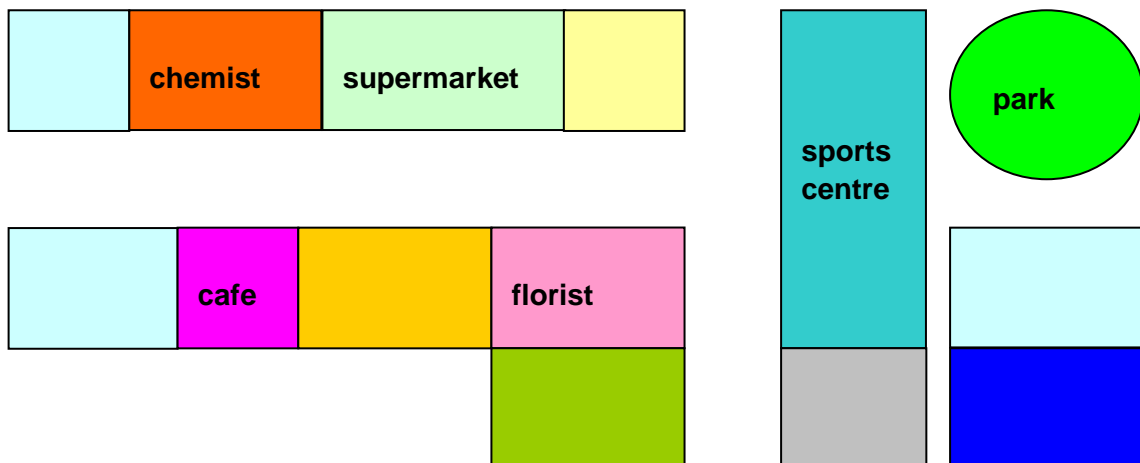 chemist
supermarket
park
sports
centre
cafe
florist